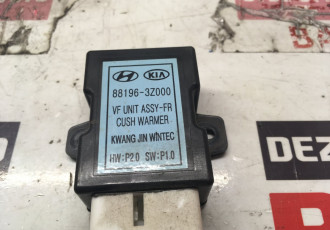 HYUNDAI KIA
88196-3Z000
VF UNIT ASSY-FR
CUSH WARMER
KWANG JIN WINTEC
HW:P2.0 SW:P1.0
DEZ
DEZ